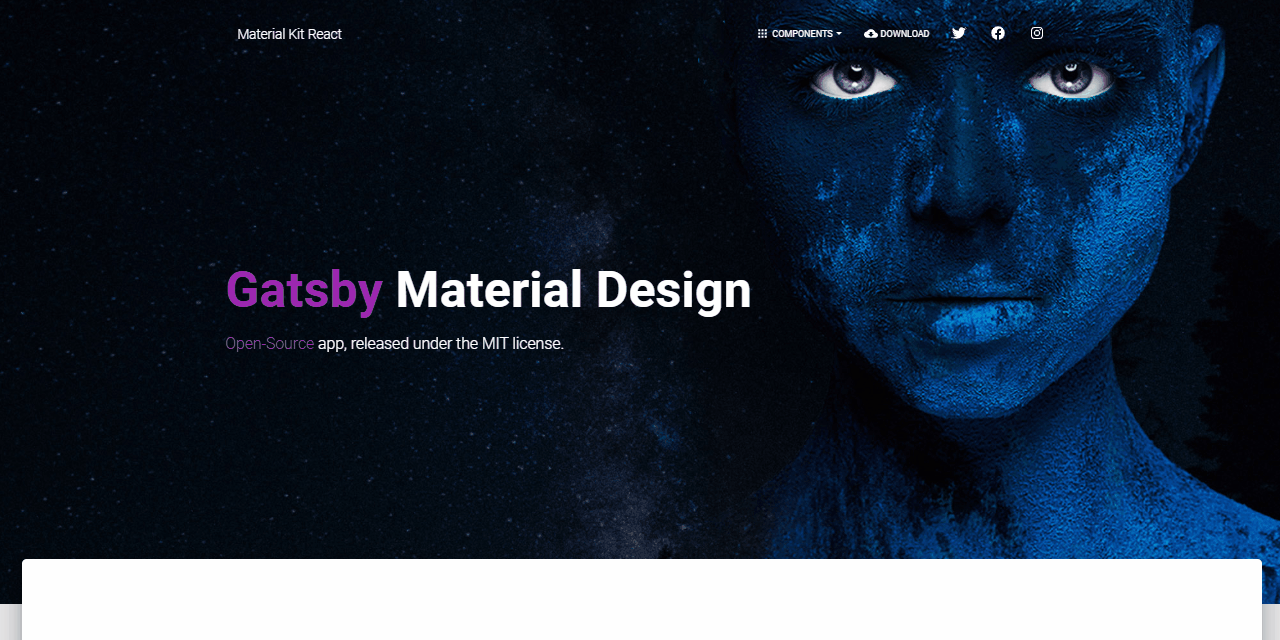 Material Kit React
COMPONENTS
DOWNLOAD
Gatsby Material Design
Open-Source app, released under the MIT license.